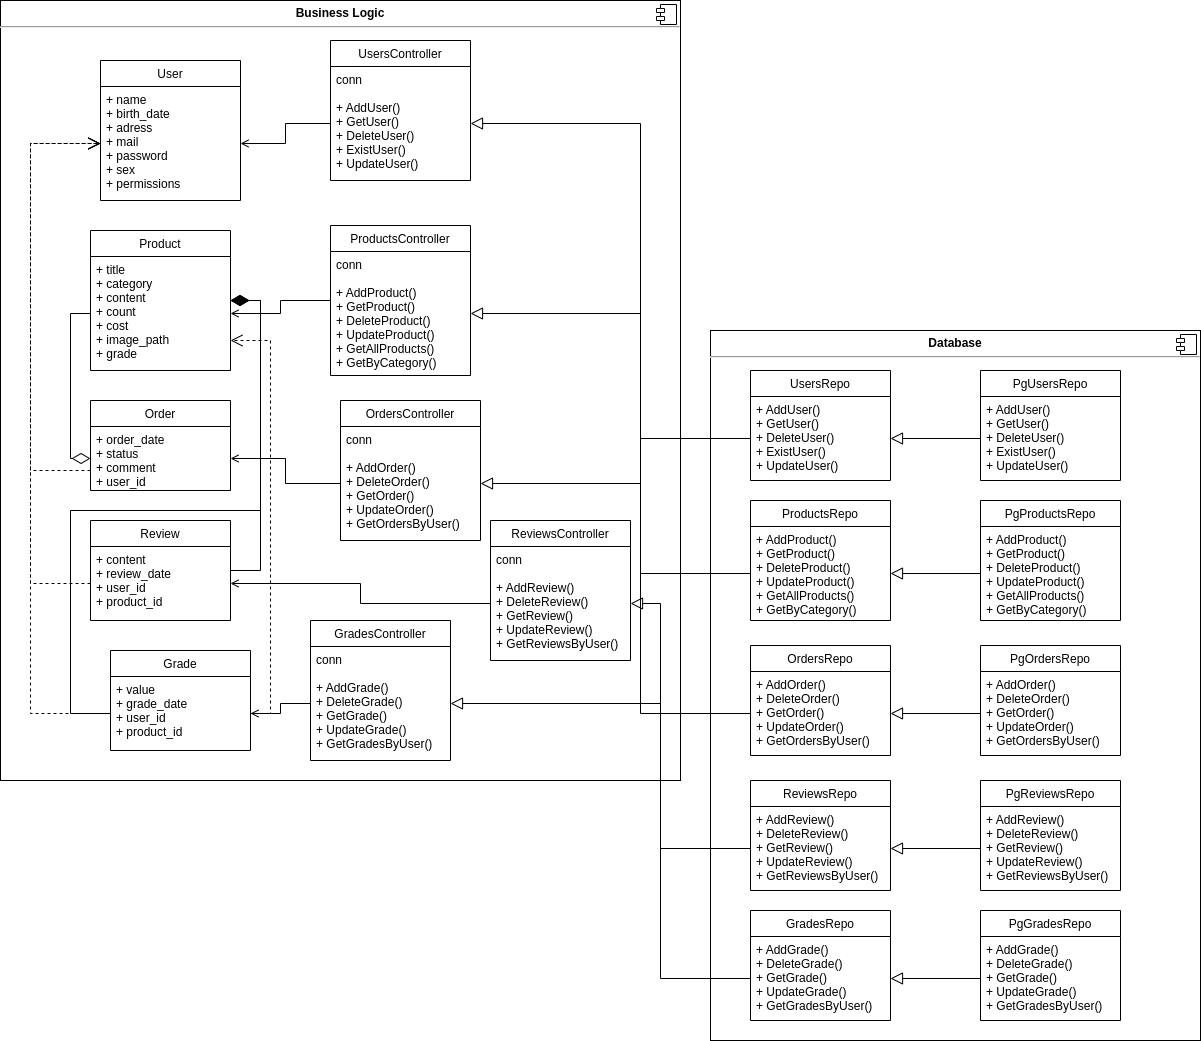 Business Logic
User
+ name
+ birth_date
+ adress
+ mail
+ password
+ sex
+ permissions
UsersController
conn
+ AddUser()
+ GetUser()
+ DeleteUser()
+ ExistUser()
+ UpdateUser()
Product
+ title
+ category
+ content
+ count
+ cost
+ image_path
+ grade
ProductsController
conn
+ AddProduct()
+ GetProduct()
+ DeleteProduct()
+ UpdateProduct()
+ GetAllProducts()
+ GetByCategory()
Order
+ order_date
+ status
+ comment
+ user_id
OrdersController
conn
+ AddOrder()
+ DeleteOrder()
+ GetOrder()
+ UpdateOrder()
+ GetOrdersByUser()
Review
+ content
+ review_date
+ user_id
+ product_id
ReviewsController
conn
+ AddReview()
+ DeleteReview()
+ GetReview()
+ UpdateReview()
+ GetReviewsByUser()
Grade
+ value
+ grade_date
+ user_id
+ product_id
GradesController
conn
+ AddGrade()
+ DeleteGrade()
+ GetGrade()
+ UpdateGrade()
+ GetGradesByUser()
Database
UsersRepo
+ AddUser()
+ GetUser()
+ DeleteUser()
+ ExistUser()
+ UpdateUser()
PgUsersRepo
+ AddUser()
+ GetUser()
+ DeleteUser()
+ ExistUser()
+ UpdateUser()
ProductsRepo
+ AddProduct()
+ GetProduct()
+ DeleteProduct()
+ UpdateProduct()
+ GetAllProducts()
+ GetByCategory()
PgProductsRepo
+ AddProduct()
+ GetProduct()
+ DeleteProduct()
+ UpdateProduct()
+ GetAllProducts()
+ GetByCategory()
OrdersRepo
+ AddOrder()
+ DeleteOrder()
+ GetOrder()
+ UpdateOrder()
+ GetOrdersByUser()
PgOrdersRepo
+ AddOrder()
+ DeleteOrder()
+ GetOrder()
+ UpdateOrder()
+ GetOrdersByUser()
ReviewsRepo
+ AddReview()
+ DeleteReview()
+ GetReview()
+ UpdateReview()
+ GetReviewsByUser()
PgReviewsRepo
+ AddReview()
+ DeleteReview()
+ GetReview()
+ UpdateReview()
+ GetReviewsByUser()
GradesRepo
+ AddGrade()
+ DeleteGrade()
+ GetGrade()
+ UpdateGrade()
+ GetGradesByUser()
PgGradesRepo
+ AddGrade()
+ DeleteGrade()
+ GetGrade()
+ UpdateGrade()
+ GetGradesByUser()